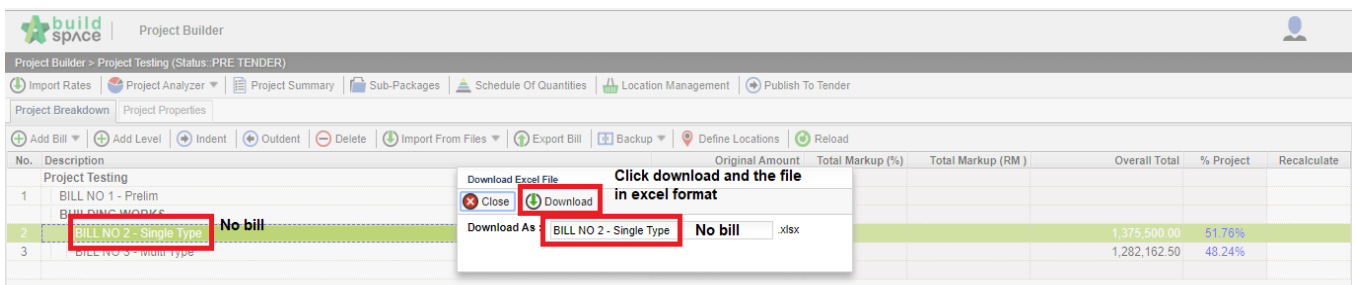 build space Project Builder
Project Builder > Project Testing (Status::PRE TENDER)
Import Rates Project Analyzer Project Summary Sub-Packages Schedule Of Quantities Location Management Publish To Tender
Project Breakdown Project Properties
Add Bill Add Level Indent Outdent Delete Import From Files Export Bill Backup Define Locations Reload
No. Description Original Amount Total Markup (%) Total Markup (RM ) Overall Total % Project Recalculate
Project Testing
1 BILL NO 1 - Prelim
BUILDING WORKS
2 BILL NO 2 - Single Type No bill 1,375,500.00 51.76%
3 BILL NO 3 - Multi Type 1,282,162.50 48.24%
Download Excel File
Click download and the file
in excel format
Close Download
Download As : BILL NO 2 - Single Type No bill .xlsx